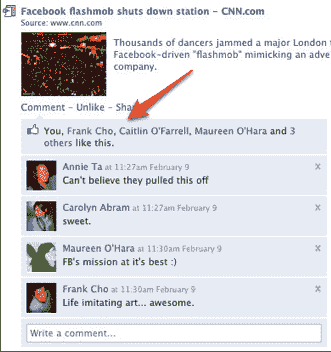 Facebook flashmob shuts down station - CNN.com
Source: www.cnn.com
Thousands of dancers jammed a major London
Facebook-driven "flashmob" mimicking an adve
company.
Comment - Unlike - Sha
You, Frank Cho, Caitlin O'Farrell, Maureen O'Hara and 3
others like this.
Annie Ta at 11:27am February 9
Can't believe they pulled this off
Carolyn Abram at 11:27am February 9
sweet.
Maureen O'Hara at 11:30am February 9
FB's mission at it's best :)
Frank Cho at 11:30am February 9
Life imitating art... awesome.
Write a comment...